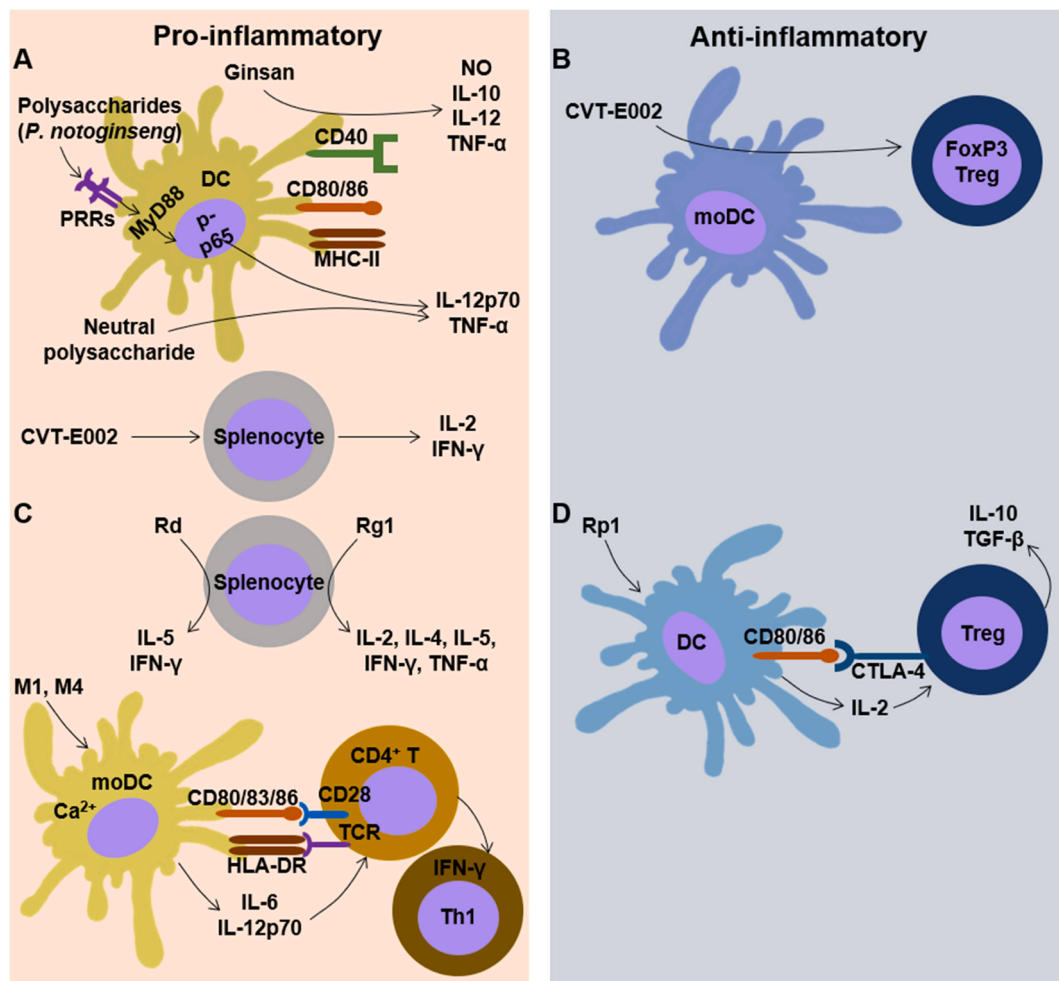 Pro-inflammatory
A
Ginsan
NO
IL-10
IL-12
TNF-α
Polysaccharides
(P. notoginseng)
CD40
DC
CD80/86
PRRs
MyD88
p-
p65
MHC-II
IL-12p70
TNF-α
Neutral
polysaccharide
CVT-E002
Splenocyte
IL-2
IFN-γ
Anti-inflammatory
B
CVT-E002
FoxP3
Treg
moDC
C
Rd
Rg1
Splenocyte
IL-5
IFN-γ
IL-2, IL-4, IL-5,
IFN-γ, TNF-α
M1, M4
moDC
Ca²⁺
CD80/83/86
CD4⁺ T
CD28
TCR
HLA-DR
IL-6
IL-12p70
IFN-γ
Th1
D
Rp1
IL-10
TGF-β
DC
CD80/86
Treg
CTLA-4
IL-2